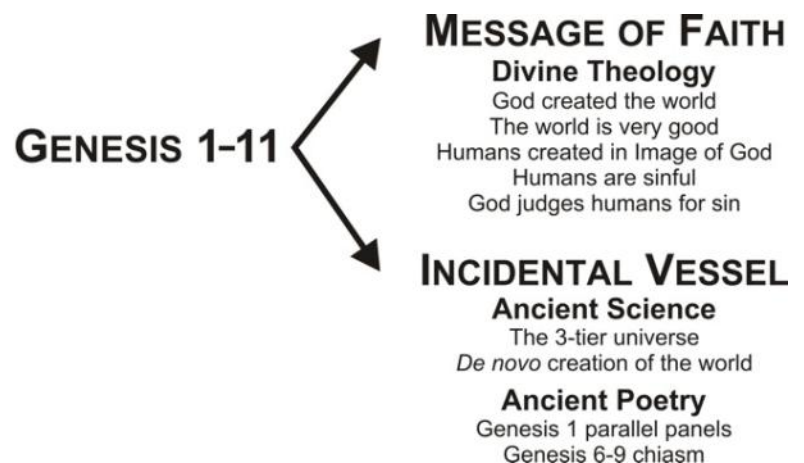 GENESIS 1–11
MESSAGE OF FAITH
Divine Theology
God created the world
The world is very good
Humans created in Image of God
Humans are sinful
God judges humans for sin
INCIDENTAL VESSEL
Ancient Science
The 3-tier universe
De novo creation of the world
Ancient Poetry
Genesis 1 parallel panels
Genesis 6-9 chiasm